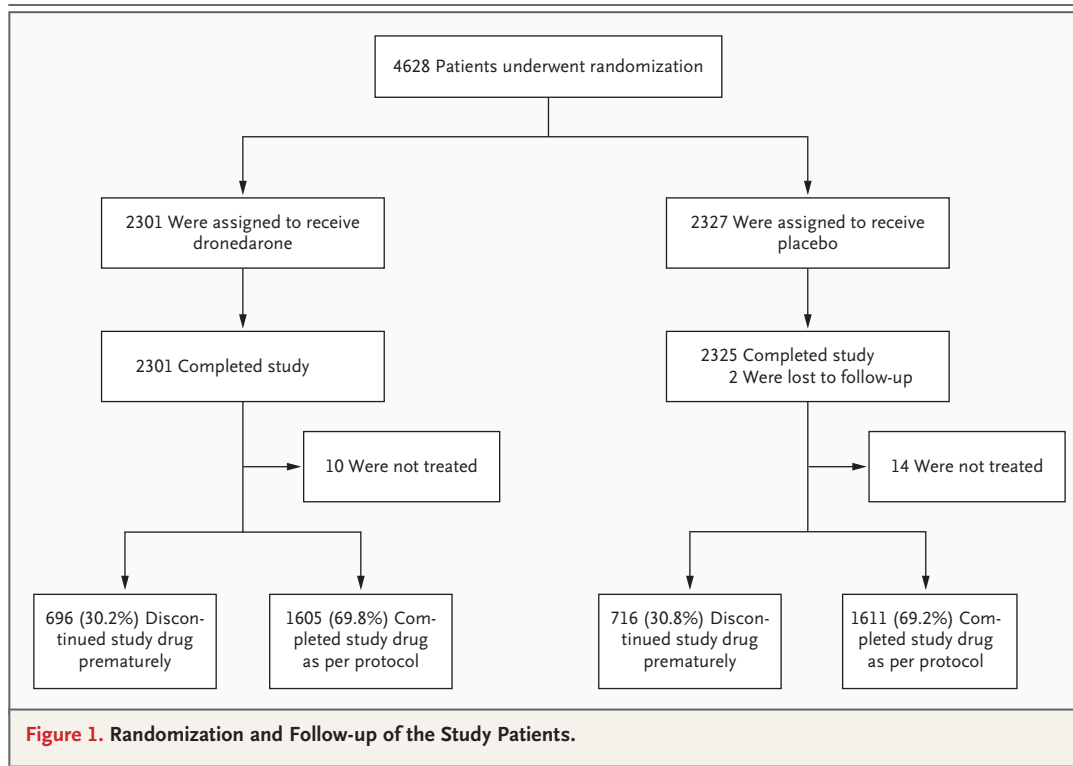 4628 Patients underwent randomization
2301 Were assigned to receive
dronedarone
2327 Were assigned to receive
placebo
2301 Completed study
2325 Completed study
2 Were lost to follow-up
10 Were not treated
14 Were not treated
696 (30.2%) Discon-
tinued study drug
prematurely
1605 (69.8%) Com-
pleted study drug
as per protocol
716 (30.8%) Discon-
tinued study drug
prematurely
1611 (69.2%) Com-
pleted study drug
as per protocol
Figure 1. Randomization and Follow-up of the Study Patients.